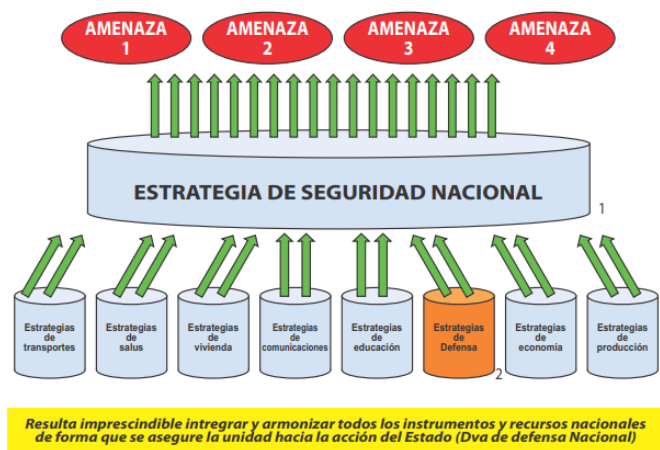 AMENAZA
1
AMENAZA
2
AMENAZA
3
AMENAZA
4
ESTRATEGIA DE SEGURIDAD NACIONAL
1
Estrategias
de
transportes
Estrategias
de
salus
Estrategias
de
vivienda
Estrategias
de
comunicaciones
Estrategias
de
educación
Estrategias
de
Defensa
2
Estrategias
de
economía
Estrategias
de
producción
Resulta imprescindible intregrar y armonizar todos los instrumentos y recursos nacionales
de forma que se asegure la unidad hacia la acción del Estado (Dva de defensa Nacional)